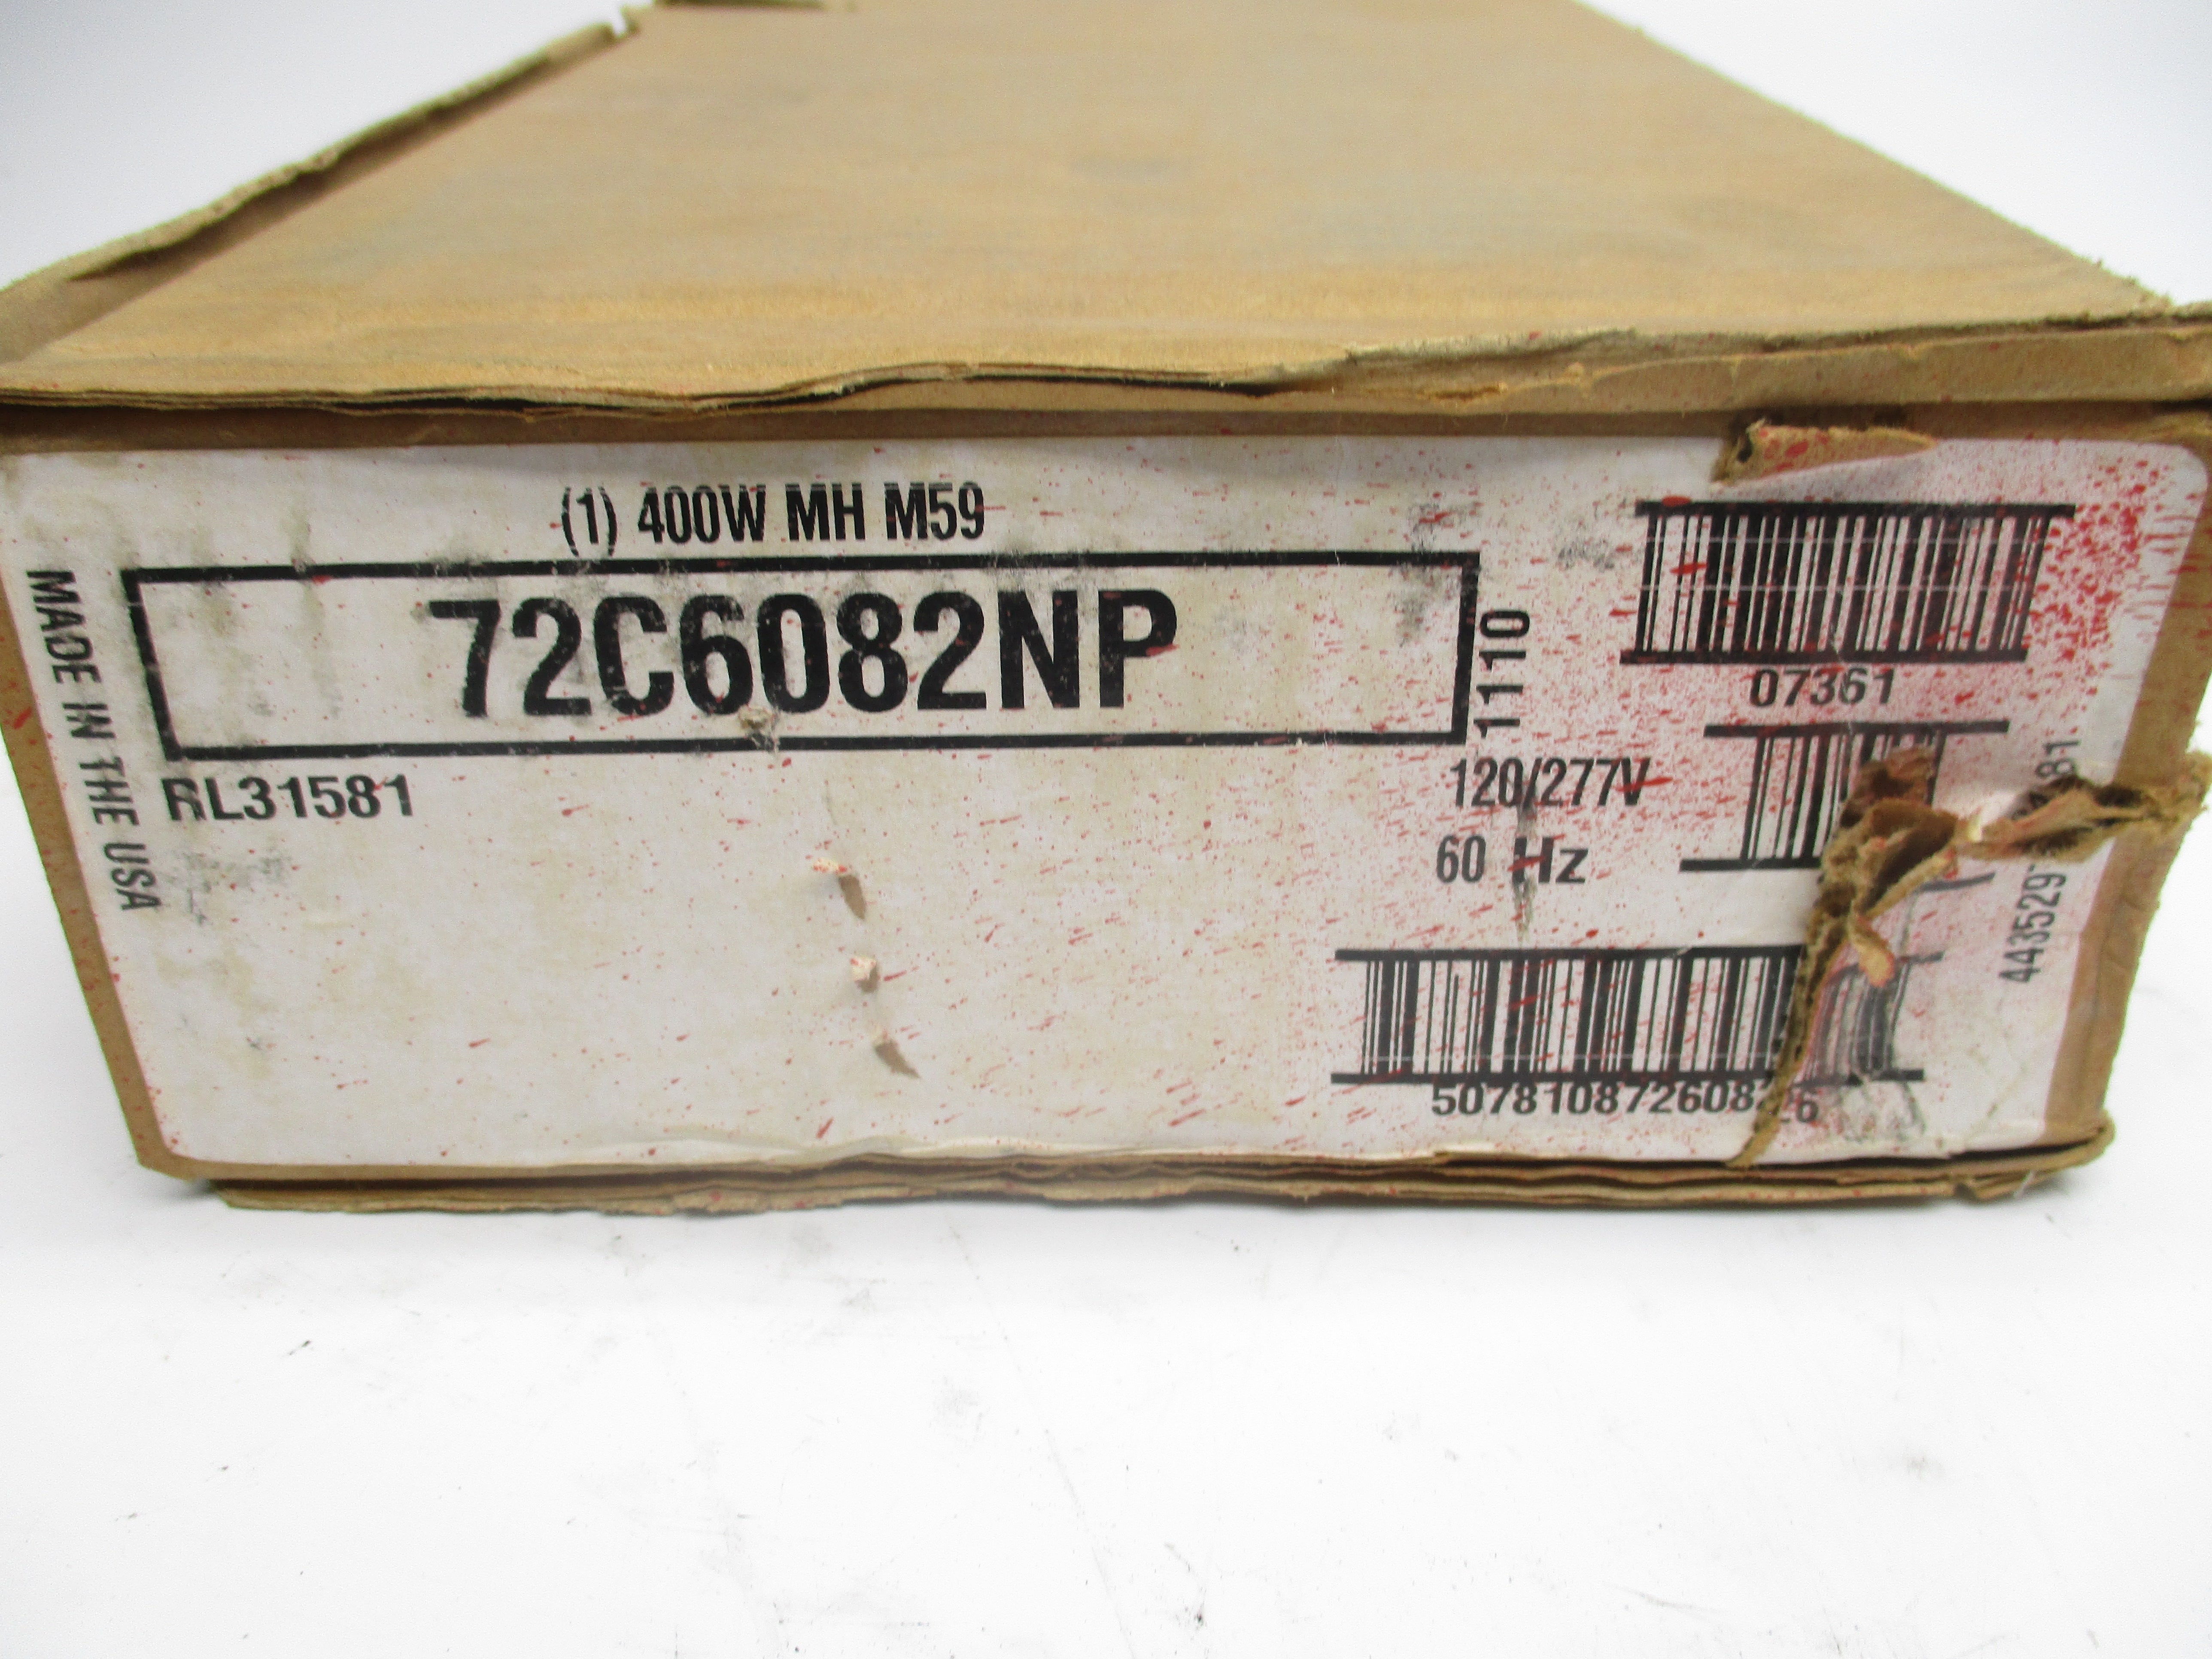 (1) 400W MH M59
72C6082NP
1110
RL31581
MADE IN THE USA
07361
120/277V
60 Hz